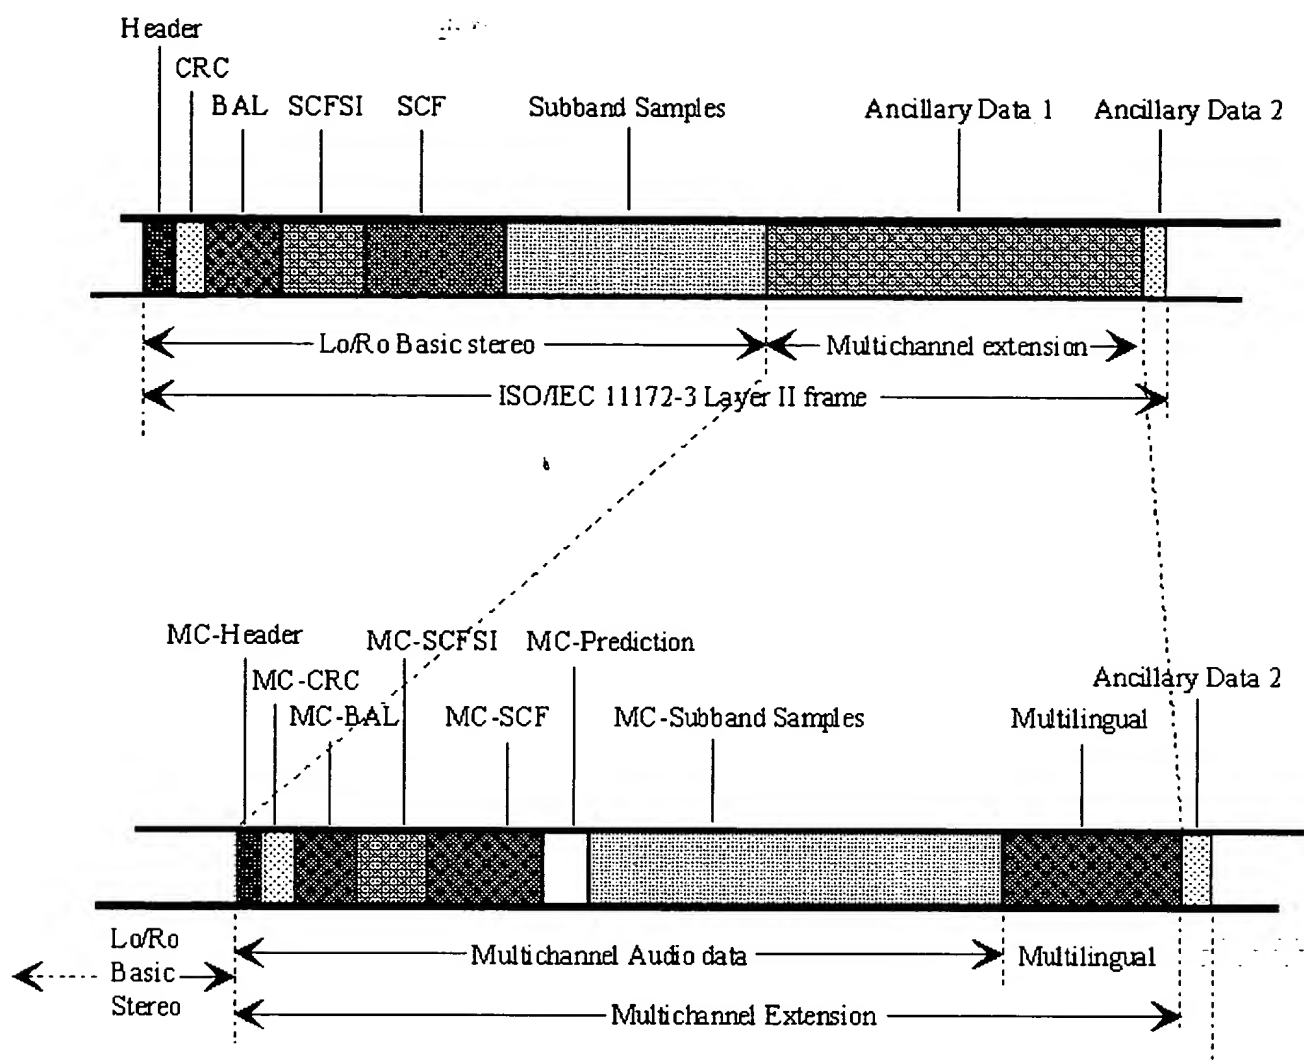 Header
CRC
BAL SCFSI SCF Subband Samples Ancillary Data 1 Ancillary Data 2
Lo/Ro Basic stereo Multichannel extension
ISO/IEC 11172-3 Layer II frame
MC-Header MC-SCFSI MC-Prediction
MC-CRC Ancillary Data 2
MC-BAL MC-SCF MC-Subband Samples Multilingual
Lo/Ro
Basic
Stereo
Multichannel Audio data Multilingual
Multichannel Extension